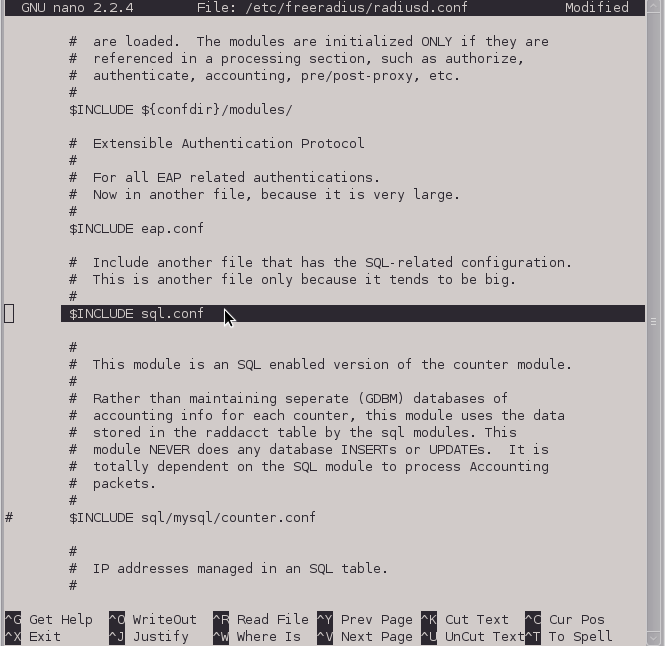 GNU nano 2.2.4 File: /etc/freeradius/radiusd.conf Modified
# are loaded. The modules are initialized ONLY if they are
# referenced in a processing section, such as authorize,
# authenticate, accounting, pre/post-proxy, etc.
#
$INCLUDE ${confdir}/modules/
# Extensible Authentication Protocol
#
# For all EAP related authentications.
# Now in another file, because it is very large.
#
$INCLUDE eap.conf
# Include another file that has the SQL-related configuration.
# This is another file only because it tends to be big.
#
$INCLUDE sql.conf
#
# This module is an SQL enabled version of the counter module.
#
# Rather than maintaining seperate (GDBM) databases of
# accounting info for each counter, this module uses the data
# stored in the raddacct table by the sql modules. This
# module NEVER does any database INSERTs or UPDATEs. It is
# totally dependent on the SQL module to process Accounting
# packets.
#
# $INCLUDE sql/mysql/counter.conf
#
# IP addresses managed in an SQL table.
#
^G Get Help ^O WriteOut ^R Read File ^Y Prev Page ^K Cut Text ^C Cur Pos
^X Exit ^J Justify ^W Where Is ^V Next Page ^U UnCut Text ^T To Spell